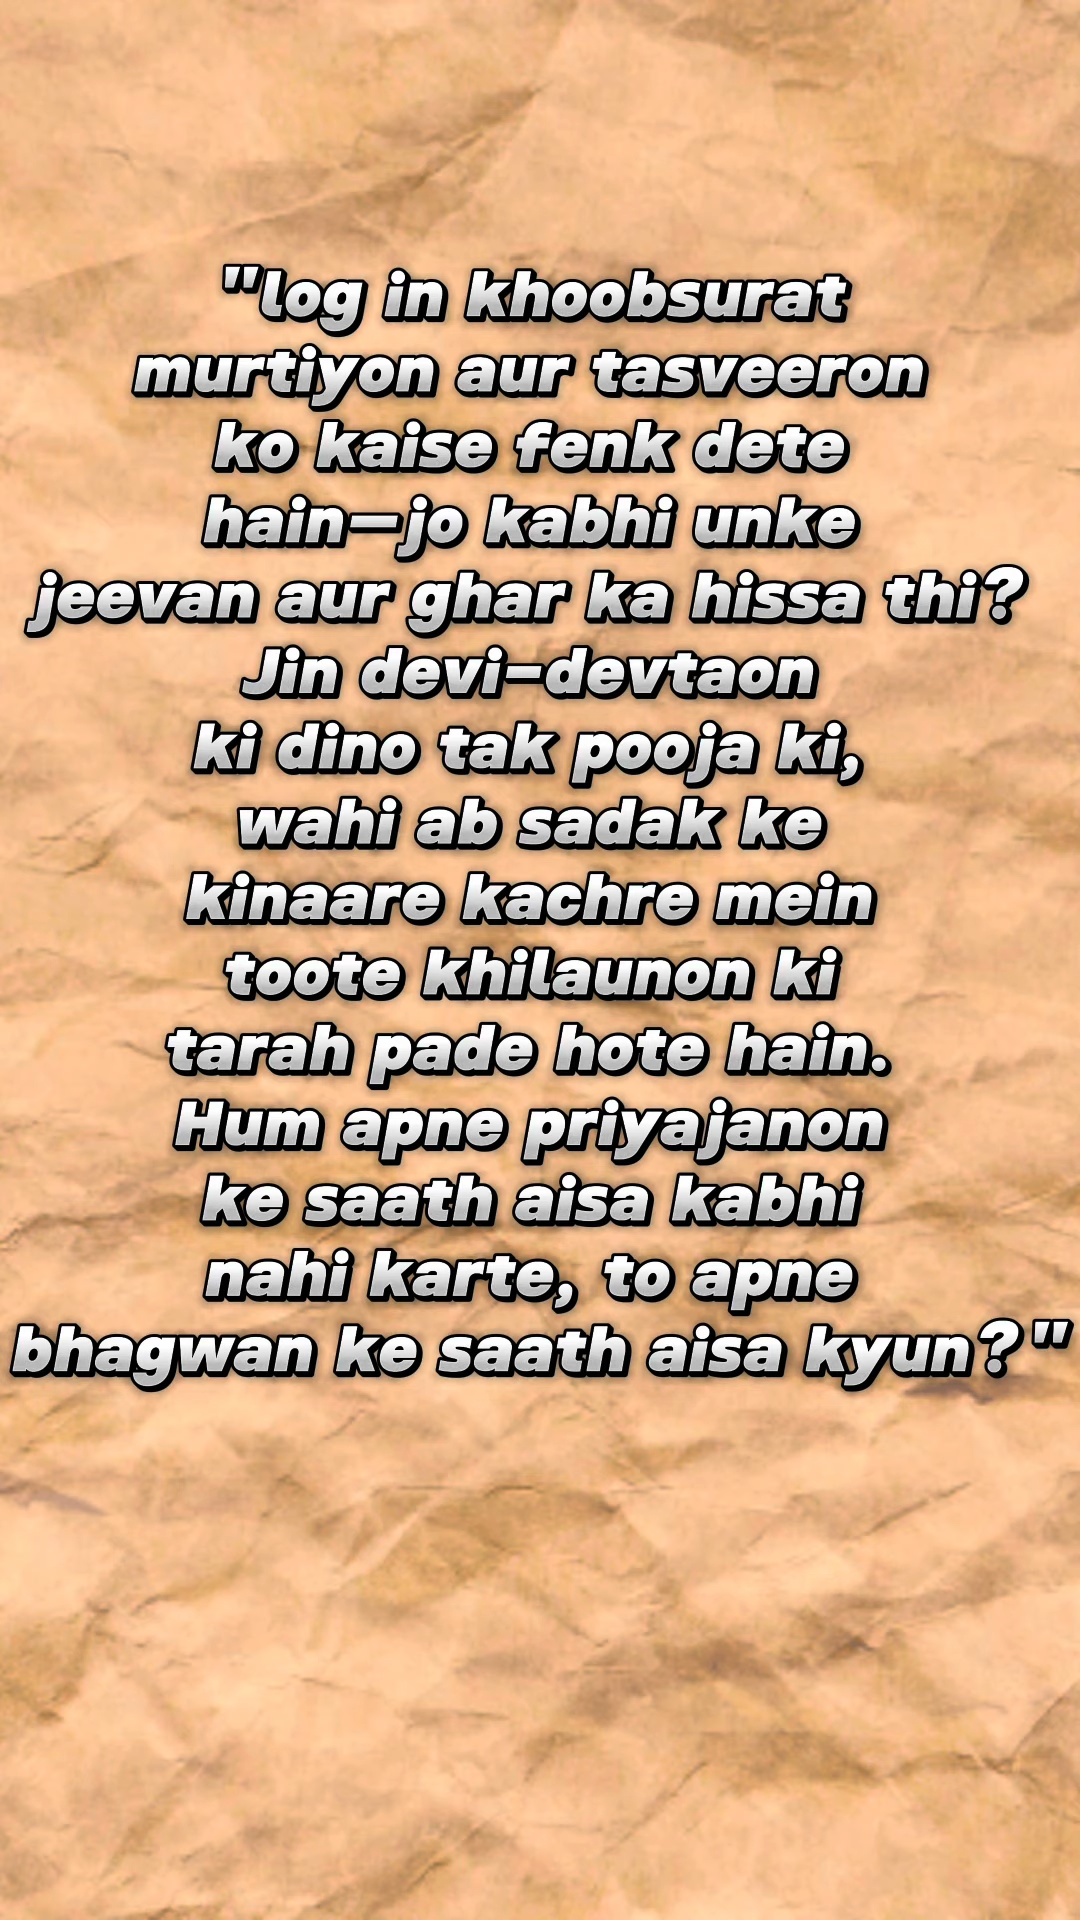 "log in khoobsurat
murtiyon aur tasveeron
ko kaise fenk dete
hain—jo kabhi unke
jeevan aur ghar ka hissa thi?
Jin devi-devtaon
ki dino tak pooja ki,
wahi ab sadak ke
kinaare kachre mein
toote khilaunon ki
tarah pade hote hain.
Hum apne priyajanon
ke saath aisa kabhi
nahi karte, to apne
bhagwan ke saath aisa kyun?"